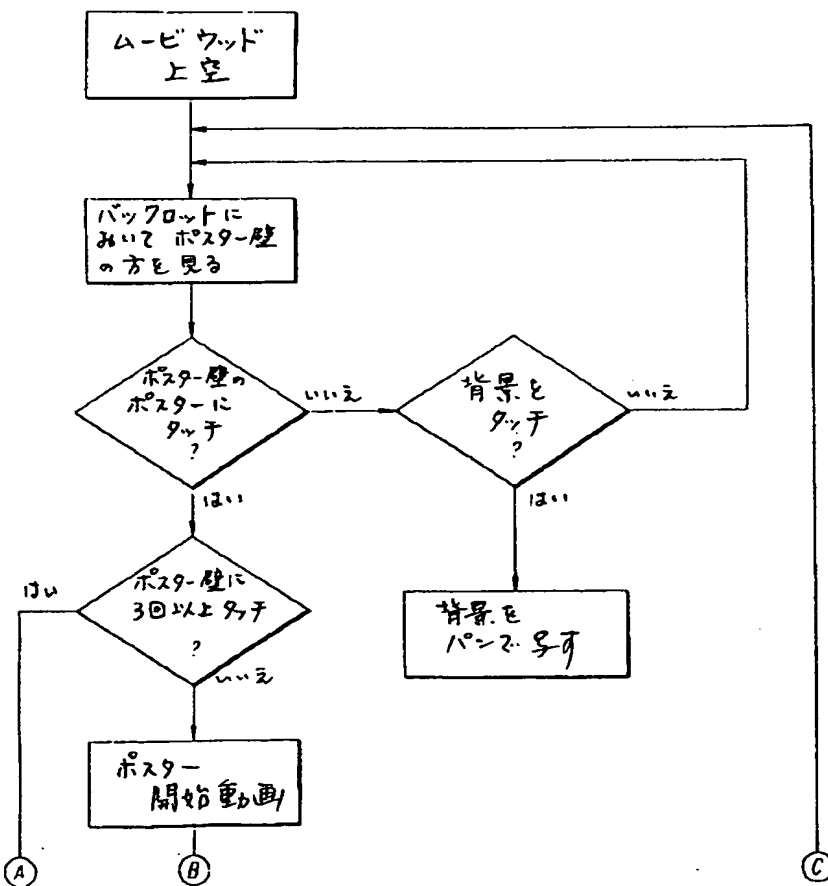 ムービウッド
上空
バックロットに
おいてポスター壁
の方を見る
ポスター壁の
ポスターに
タッチ
?
いいえ
背景を
タッチ
?
いいえ
はい
はい
はい
ポスター壁に
3回以上タッチ
?
いいえ
背景を
パンで写す
ポスター
開始動画
A
B
C